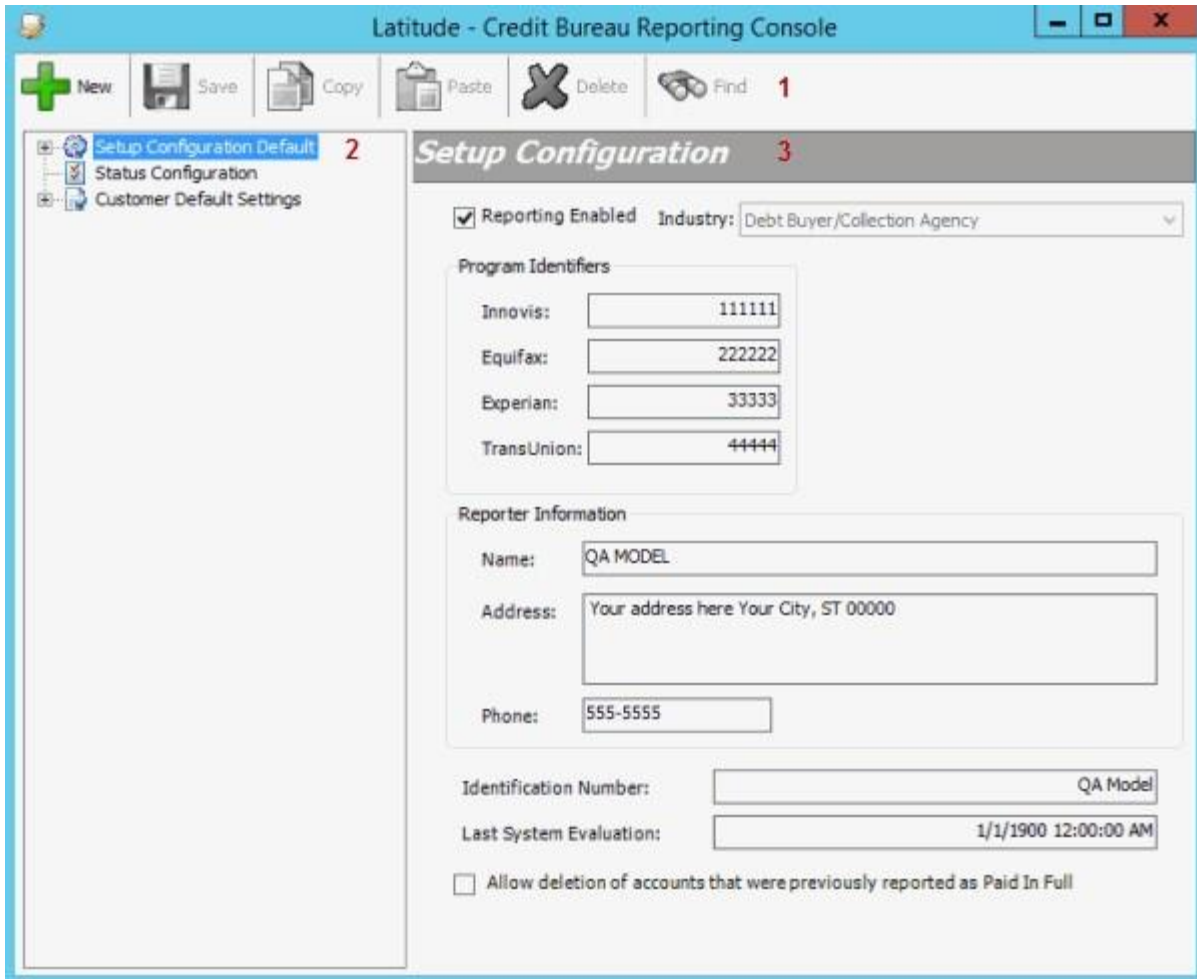 Latitude - Credit Bureau Reporting Console
New Save Copy Paste Delete Find 1
Setup Configuration Default 2
Status Configuration
Customer Default Settings
Setup Configuration 3
Reporting Enabled Industry: Debt Buyer/Collection Agency
Program Identifiers
Innovis: 111111
Equifax: 222222
Experian: 33333
TransUnion: 44444
Reporter Information
Name: QA MODEL
Address: Your address here Your City, ST 00000
Phone: 555-5555
Identification Number: QA Model
Last System Evaluation: 1/1/1900 12:00:00 AM
Allow deletion of accounts that were previously reported as Paid In Full